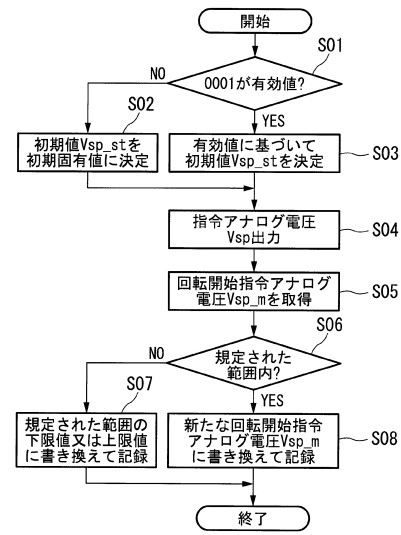 開始
S01
0001が有効値?
NO
YES
S02
初期値Vsp_stを
初期固有値に決定
有効値に基づいて
初期値Vsp_stを決定
S03
指令アナログ電圧
Vsp出力
S04
回転開始指令アナログ
電圧Vsp_mを取得
S05
S06
規定された
範囲内?
NO
YES
S07
規定された範囲の
下限値又は上限値
に書き換えて記録
新たな回転開始指令
アナログ電圧Vsp_m
に書き換えて記録
S08
終了